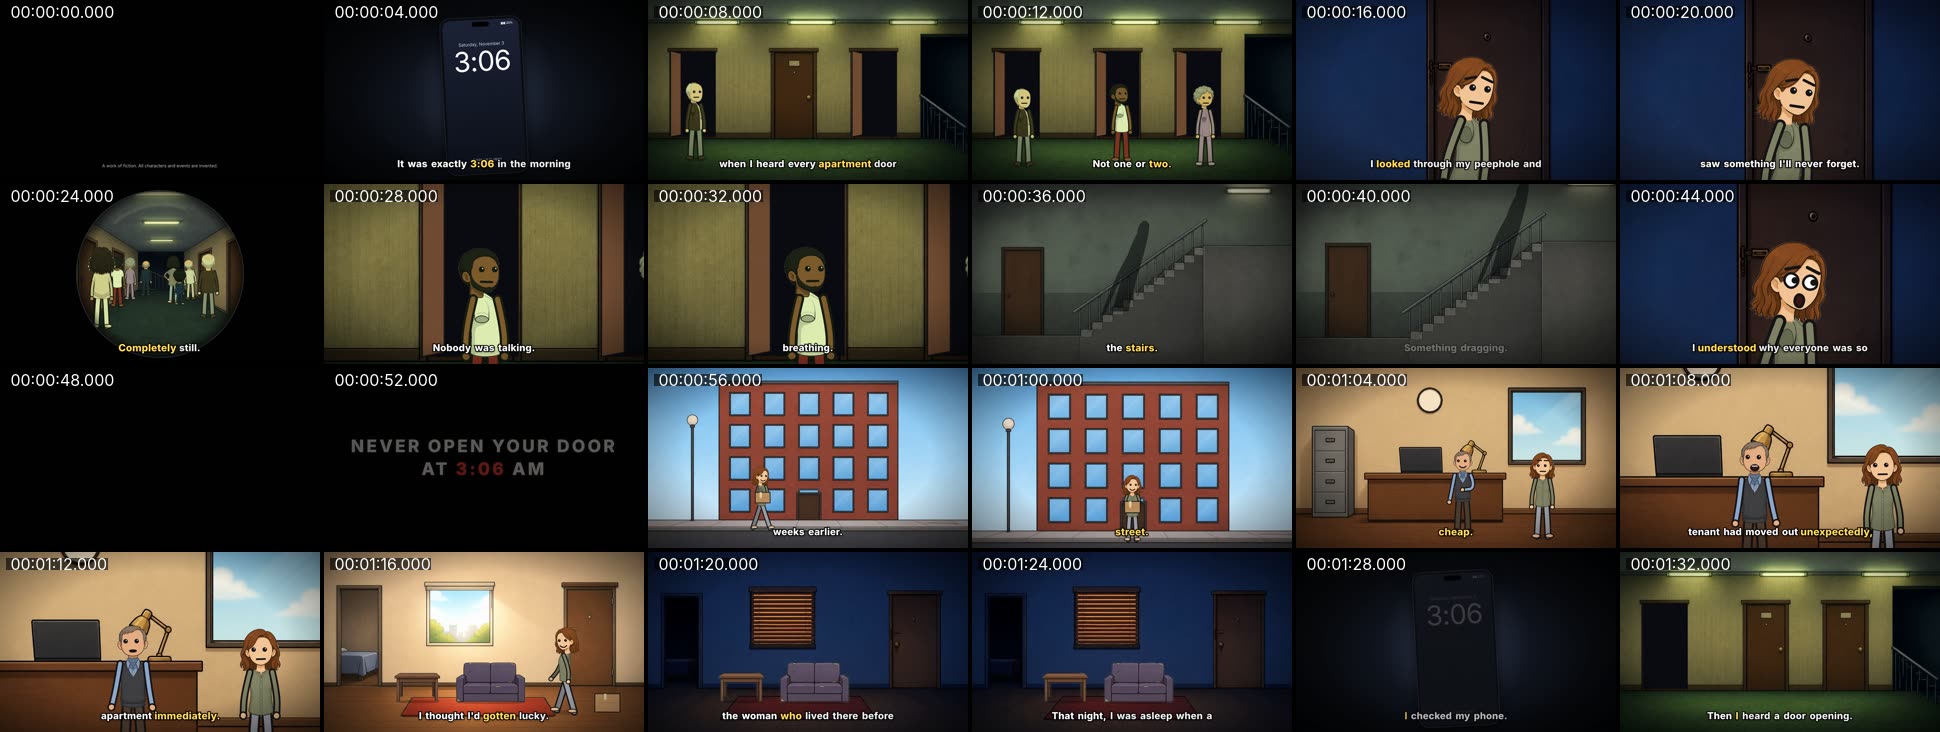 00:00:00.000
A work of fiction. All characters and events are invented.
00:00:04.000
Saturday, November 3
3:06
It was exactly 3:06 in the morning
00:00:08.000
when I heard every apartment door
00:00:12.000
Not one or two.
00:00:16.000
I looked through my peephole and
00:00:20.000
saw something I'll never forget.
00:00:24.000
Completely still.
00:00:28.000
Nobody was talking.
00:00:32.000
breathing.
00:00:36.000
the stairs.
00:00:40.000
Something dragging.
00:00:44.000
I understood why everyone was so
00:00:48.000
00:00:52.000
NEVER OPEN YOUR DOOR
AT 3:06 AM
00:00:56.000
weeks earlier.
00:01:00.000
street.
00:01:04.000
cheap.
00:01:08.000
tenant had moved out unexpectedly,
00:01:12.000
apartment immediately.
00:01:16.000
I thought I'd gotten lucky.
00:01:20.000
the woman who lived there before
00:01:24.000
That night, I was asleep when a
00:01:28.000
3:06
I checked my phone.
00:01:32.000
Then I heard a door opening.